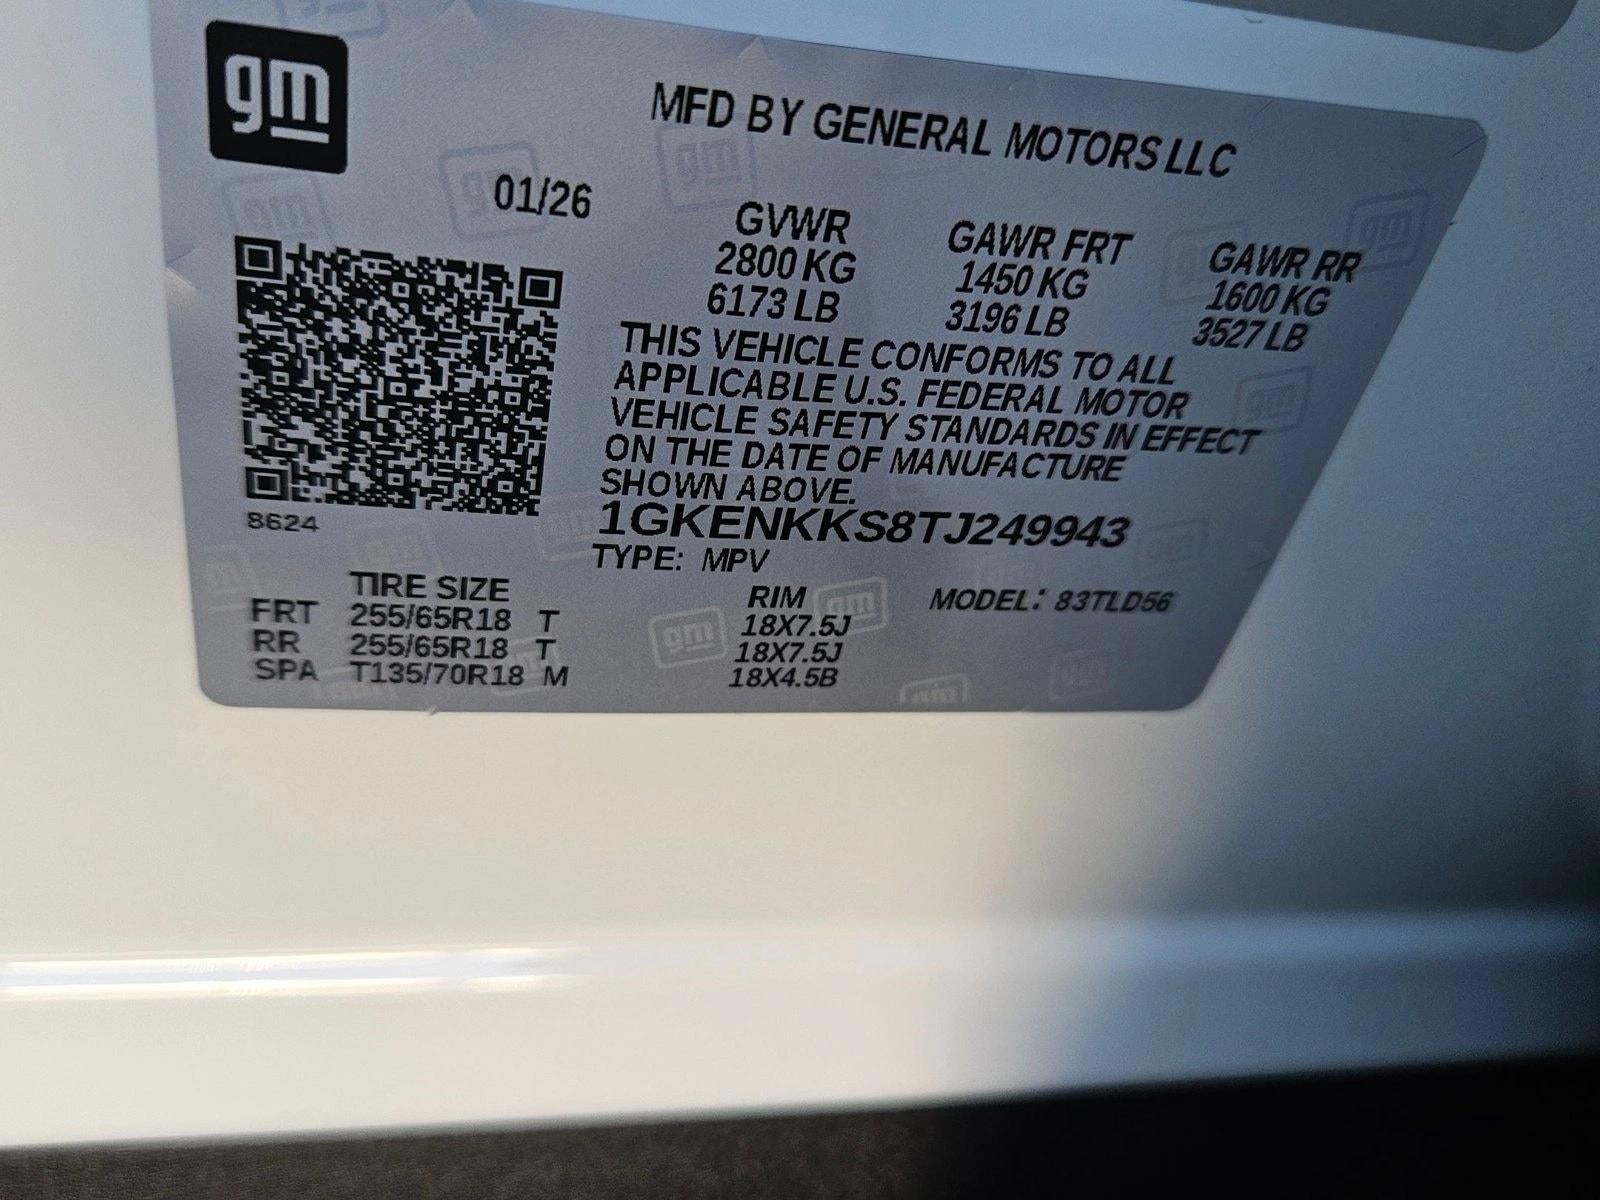 gm
MFD BY GENERAL MOTORS LLC
01/26
GVWR GAWR FRT GAWR RR
2800 KG 1450 KG 1600 KG
6173 LB 3196 LB 3527 LB
THIS VEHICLE CONFORMS TO ALL
APPLICABLE U.S. FEDERAL MOTOR
VEHICLE SAFETY STANDARDS IN EFFECT
ON THE DATE OF MANUFACTURE
SHOWN ABOVE.
8624
1GKENKKS8TJ249943
TYPE: MPV
TIRE SIZE RIM MODEL: 83TLD56
FRT 255/65R18 T 18X7.5J
RR 255/65R18 T 18X7.5J
SPA T135/70R18 M 18X4.5B